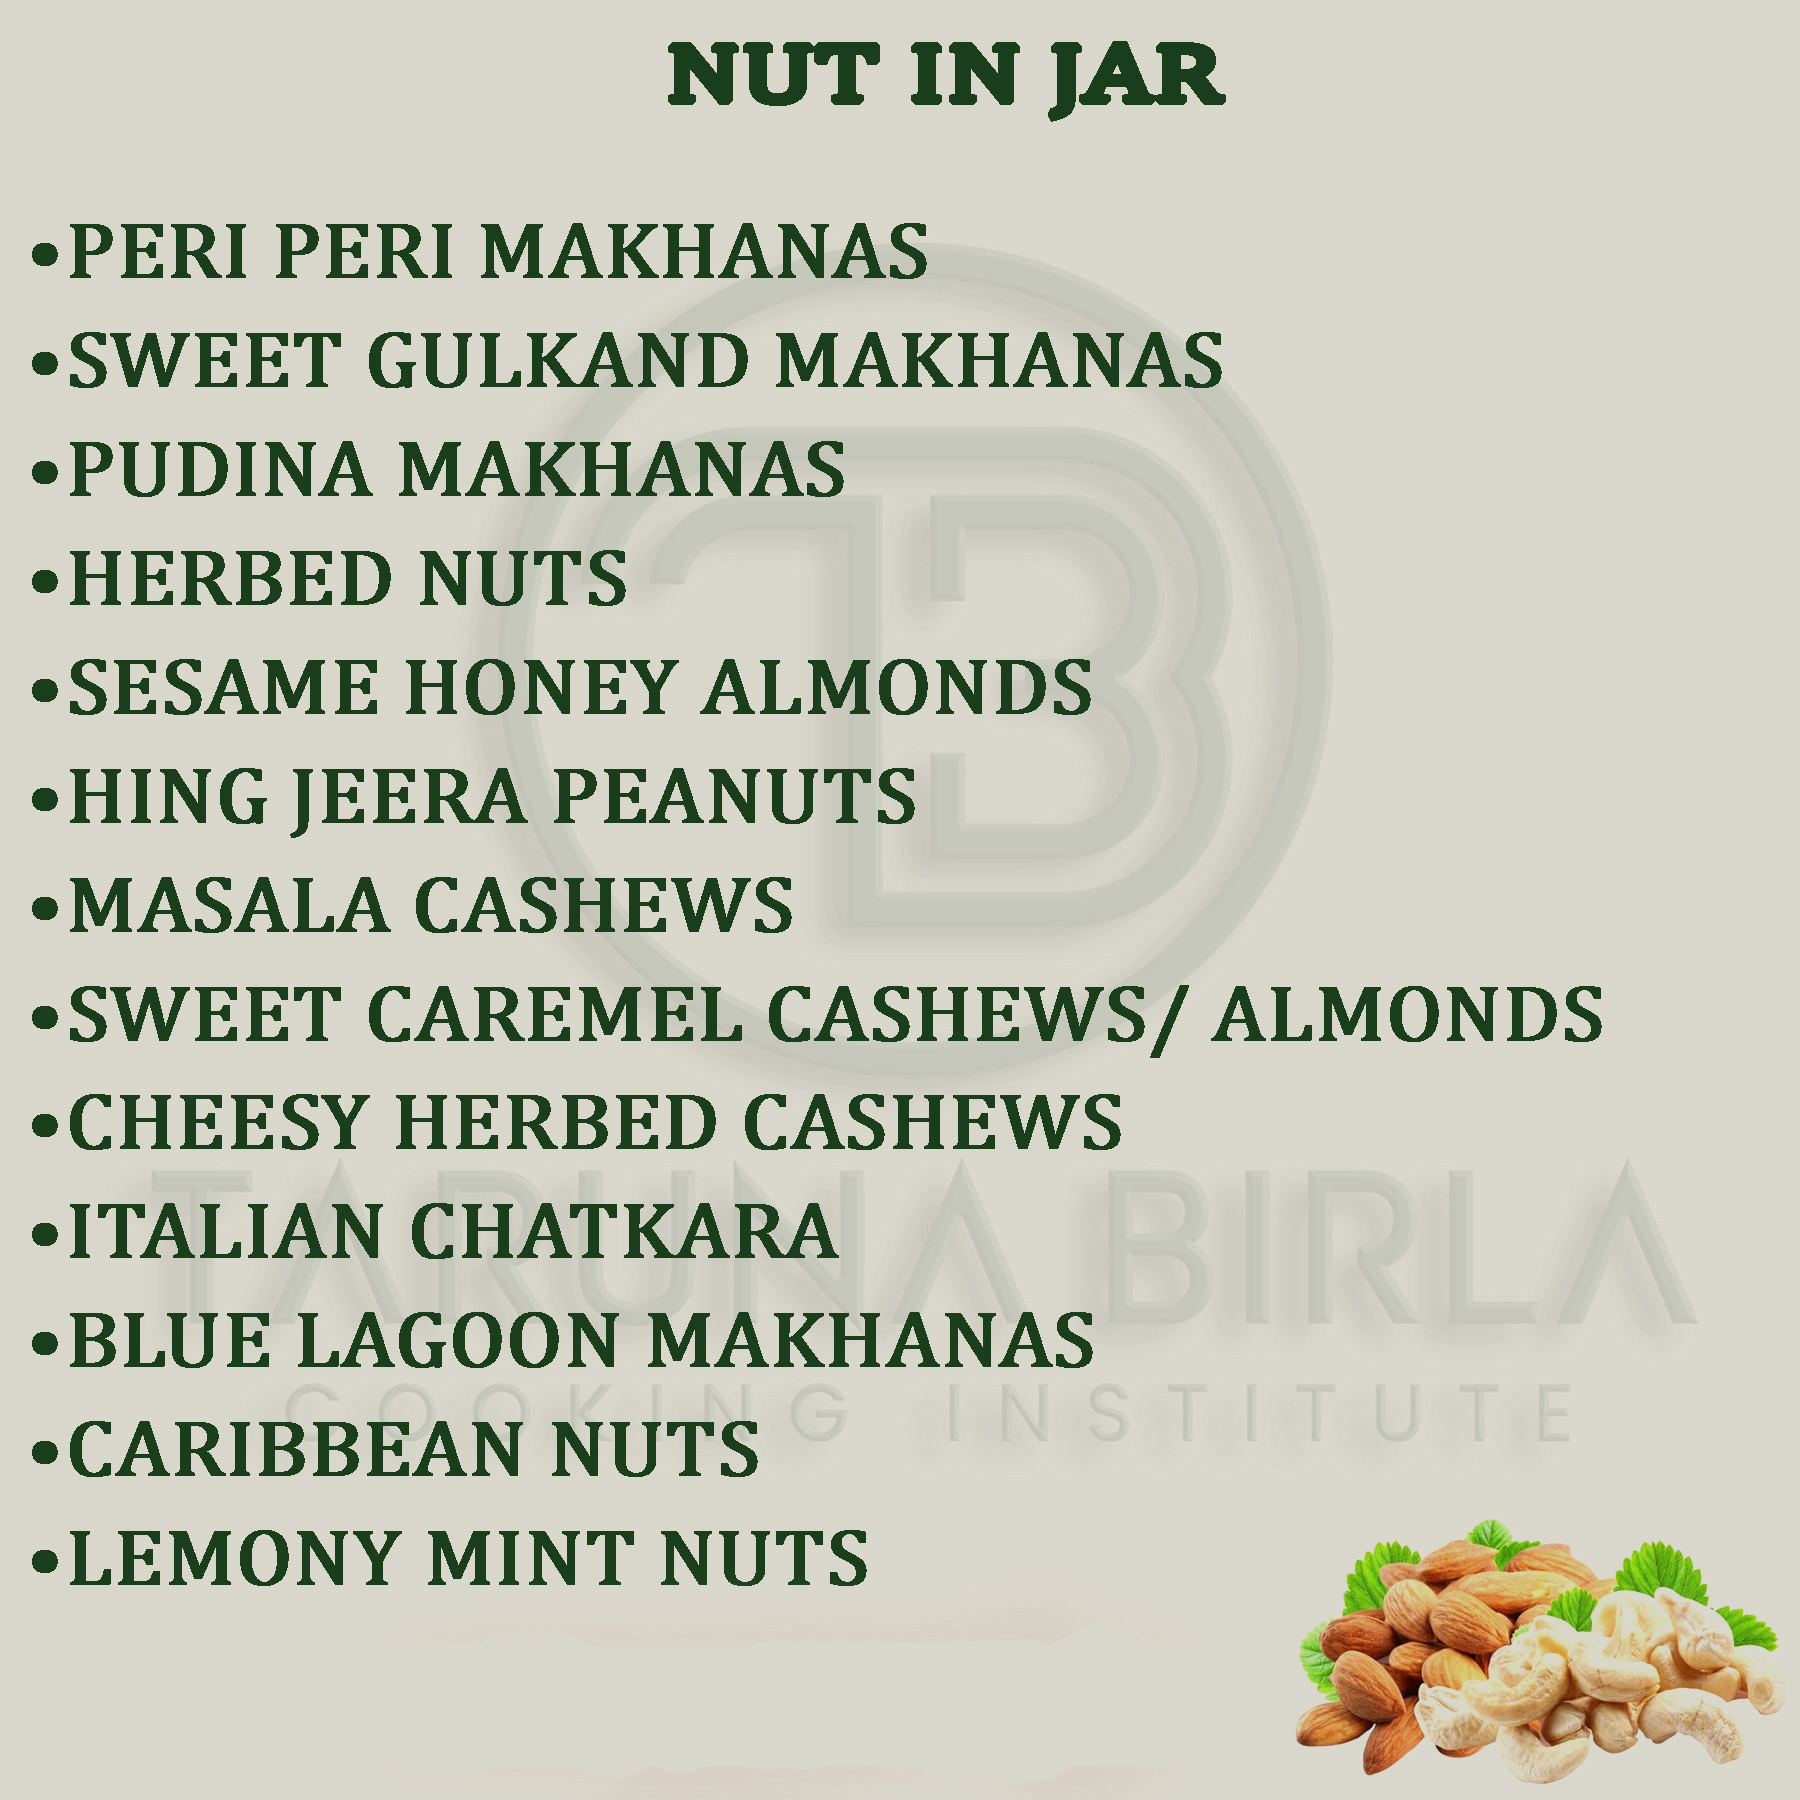 NUT IN JAR
•PERI PERI MAKHANAS
•SWEET GULKAND MAKHANAS
•PUDINA MAKHANAS
•HERBED NUTS
•SESAME HONEY ALMONDS
•HING JEERA PEANUTS
•MASALA CASHEWS
•SWEET CAREMEL CASHEWS/ ALMONDS
•CHEESY HERBED CASHEWS
•ITALIAN CHATKARA
•BLUE LAGOON MAKHANAS
•CARIBBEAN NUTS
•LEMONY MINT NUTS
TB
TARUNA BIRLA
COOKING INSTITUTE